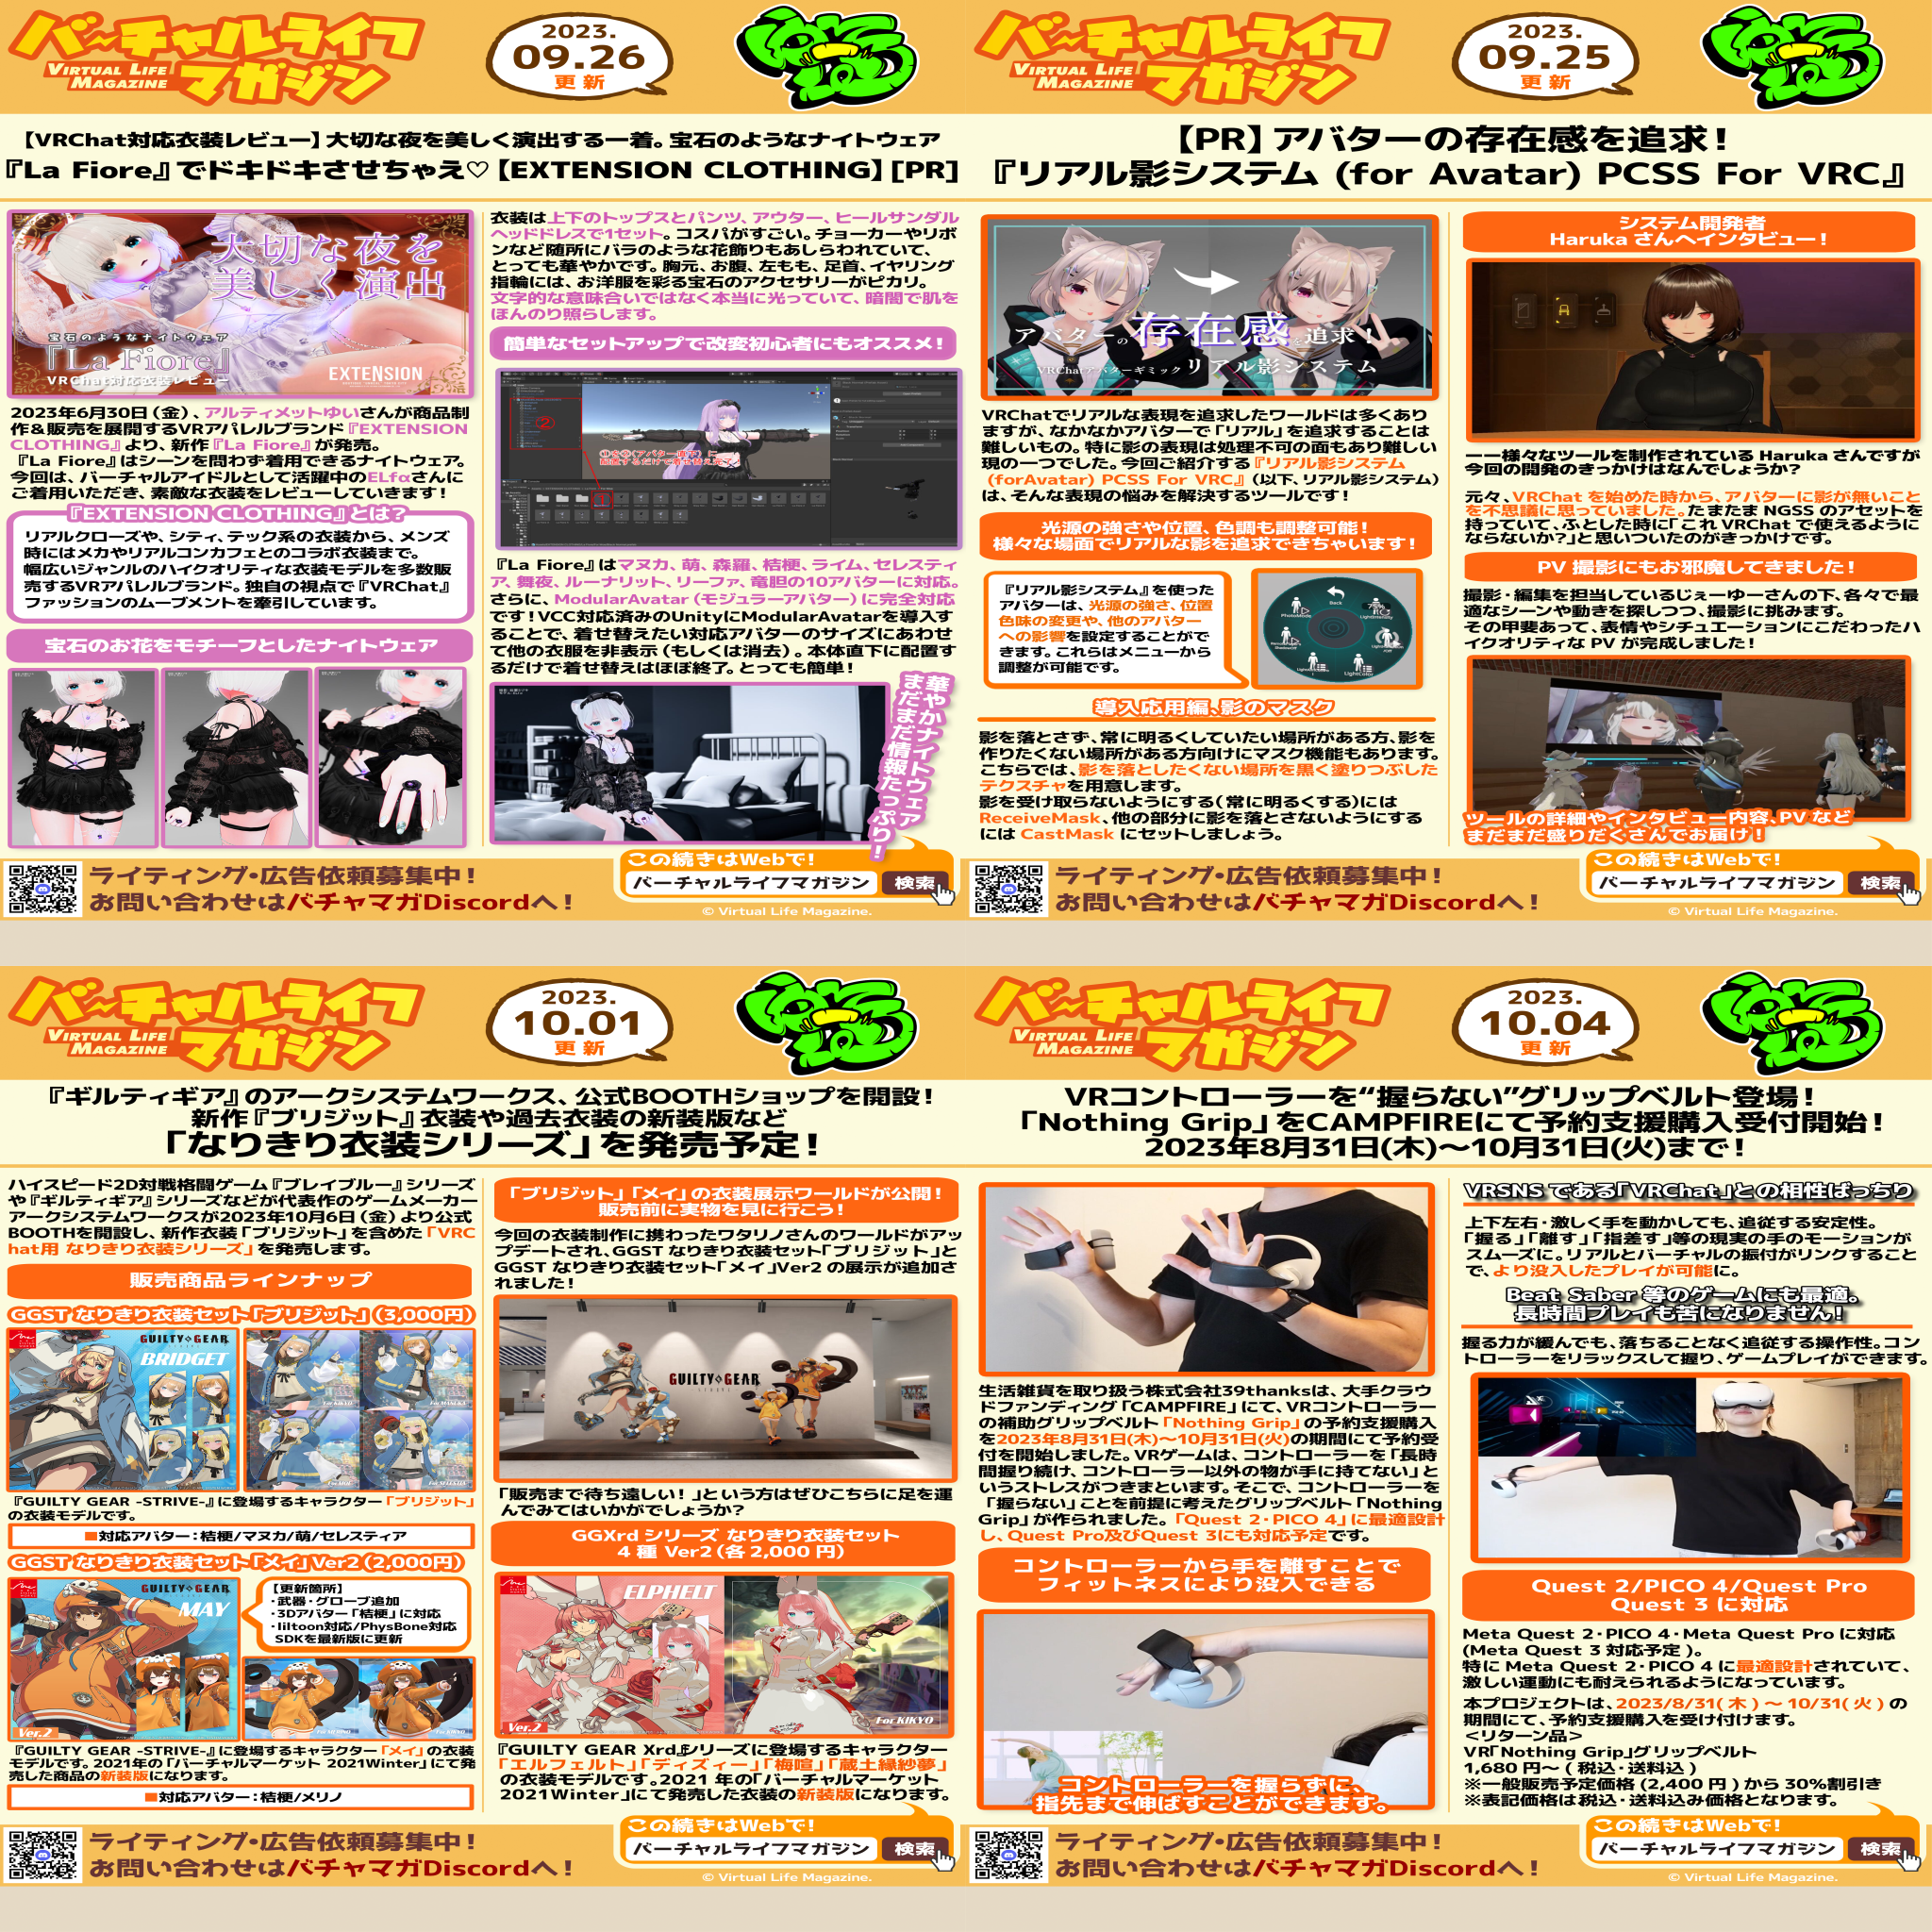 バーチャルライフ
マガジン
VIRTUAL LIFE
MAGAZINE
2023.
09.26
更新
【VRChat対応衣装レビュー】大切な夜を美しく演出する一着。宝石のようなナイトウェア
『La Fiore』でドキドキさせちゃえ♡【EXTENSION CLOTHING】[PR]
大切な夜を
美しく演出
宝石のようなナイトウェア
『La Fiore』
VRChat対応衣装レビュー
EXTENSION
2023年6月30日（金）、アルティメットゆいさんが商品制
作＆販売を展開するVRアパレルブランド『EXTENSION
CLOTHING』より、新作『La Fiore』が発売。
『La Fiore』はシーンを問わず着用できるナイトウェア。
今回は、バーチャルアイドルとして活躍中のELfαさんに
ご着用いただき、素敵な衣装をレビューしていきます！
『EXTENSION CLOTHING』とは？
リアルクローズや、シティ、テック系の衣装から、メンズ
時にはメカやリアルコンカフェとのコラボ衣装まで。
幅広いジャンルのハイクオリティな衣装モデルを多数販
売するVRアパレルブランド。独自の視点で『VRChat』
ファッションのムーブメントを牽引しています。
宝石のお花をモチーフとしたナイトウェア
衣装は上下のトップスとパンツ、アウター、ヒールサンダル
ヘッドドレスで1セット。コスパがすごい。チョーカーやリボ
ンなど随所にバラのような花飾りもあしらわれていて、
とっても華やかです。胸元、お腹、左もも、足首、イヤリング
指輪には、お洋服を彩る宝石のアクセサリーがピカリ。
文字的な意味合いではなく本当に光っていて、暗闇で肌を
ほんのり照らします。
簡単なセットアップで改変初心者にもオススメ！
②
①
『La Fiore』はマヌカ、萌、森羅、桔梗、ライム、セレスティ
ア、舞夜、ルーナリット、リーファ、竜胆の10アバターに対応。
さらに、ModularAvatar（モジュラーアバター）に完全対応
です！VCC対応済みのUnityにModularAvatarを導入す
ることで、着せ替えたい対応アバターのサイズにあわせ
て他の衣服を非表示（もしくは消去）。本体直下に配置す
るだけで着せ替えはほぼ終了。とっても簡単！
華やかナイトウェア
まだまだ情報たっぷり！
ライティング・広告依頼募集中！
お問い合わせはバチャマガDiscordへ！
この続きはWebで！
バーチャルライフマガジン
検索
© Virtual Life Magazine.
バーチャルライフ
マガジン
VIRTUAL LIFE
MAGAZINE
2023.
09.25
更新
【PR】アバターの存在感を追求！
『リアル影システム (for Avatar) PCSS For VRC』
アバターの存在感を追求！
VRChatアバターギミック リアル影システム
VRChatでリアルな表現を追求したワールドは多くあり
ますが、なかなかアバターで「リアル」を追求することは
難しいもの。特に影の表現は処理不可の面もあり難しい
現の一つでした。今回ご紹介する『リアル影システム
(forAvatar) PCSS For VRC』（以下、リアル影システム）
は、そんな表現の悩みを解決するツールです！
光源の強さや位置、色調も調整可能！
様々な場面でリアルな影を追求できちゃいます！
『リアル影システム』を使った
アバターは、光源の強さ、位置
色味の変更や、他のアバター
への影響を設定することがで
きます。これらはメニューから
調整が可能です。
Back
導入応用編、影のマスク
影を落とさず、常に明るくしていたい場所がある方、影を
作りたくない場所がある方向けにマスク機能もあります。
こちらでは、影を落としたくない場所を黒く塗りつぶした
テクスチャを用意します。
影を受け取らないようにする（常に明るくする）には
ReceiveMask、他の部分に影を落とさないようにする
には CastMask にセットしましょう。
システム開発者
Haruka さんへインタビュー！
ーー様々なツールを制作されている Haruka さんですが
今回の開発のきっかけはなんでしょうか？
元々、VRChat を始めた時から、アバターに影が無いこと
を不思議に思っていました。たまたま NGSS のアセットを
持っていて、ふとした時に「これ VRChat で使えるように
ならないか？」と思いついたのがきっかけです。
PV 撮影にもお邪魔してきました！
撮影・編集を担当しているじぇーゆーさんの下、各々で最
適なシーンや動きを探しつつ、撮影に挑みます。
その甲斐あって、表情やシチュエーションにこだわったハ
イクオリティな PV が完成しました！
ツールの詳細やインタビュー内容、PV など
まだまだ盛りだくさんでお届け！
ライティング・広告依頼募集中！
お問い合わせはバチャマガDiscordへ！
この続きはWebで！
バーチャルライフマガジン
検索
© Virtual Life Magazine.
バーチャルライフ
マガジン
VIRTUAL LIFE
MAGAZINE
2023.
10.01
更新
『ギルティギア』のアークシステムワークス、公式BOOTHショップを開設！
新作『ブリジット』衣装や過去衣装の新装版など
「なりきり衣装シリーズ」を発売予定！
ハイスピード2D対戦格闘ゲーム『ブレイブルー』シリーズ
や『ギルティギア』シリーズなどが代表作のゲームメーカー
アークシステムワークスが2023年10月6日（金）より公式
BOOTHを開設し、新作衣装「ブリジット」を含めた「VRC
hat用 なりきり衣装シリーズ」を発売します。
販売商品ラインナップ
GGST なりきり衣装セット「ブリジット」（3,000円）
GUILTY GEAR
BRIDGET
『GUILTY GEAR -STRIVE-』に登場するキャラクター「ブリジット」
の衣装モデルです。
■対応アバター：桔梗/マヌカ/萌/セレスティア
GGST なりきり衣装セット「メイ」Ver2（2,000円）
GUILTY GEAR
MAY
Ver.2
【更新箇所】
・武器・グローブ追加
・3Dアバター「桔梗」に対応
・liltoon対応/PhysBone対応
SDKを最新版に更新
『GUILTY GEAR -STRIVE-』に登場するキャラクター「メイ」の衣装
モデルです。2021年の「バーチャルマーケット 2021Winter」にて発
売した商品の新装版になります。
■対応アバター：桔梗/メリノ
「ブリジット」「メイ」の衣装展示ワールドが公開！
販売前に実物を見に行こう！
今回の衣装制作に携わったワタリノさんのワールドがアッ
プデートされ、GGST なりきり衣装セット「ブリジット」と
GGST なりきり衣装セット「メイ」Ver2 の展示が追加さ
れました！
GUILTY GEAR
「販売まで待ち遠しい！」という方はぜひこちらに足を運
んでみてはいかがでしょうか？
GGXrd シリーズ なりきり衣装セット
4 種 Ver2（各 2,000 円）
ELPHELT
Ver.2
For KIKYO
『GUILTY GEAR Xrd』シリーズに登場するキャラクター
「エルフェルト」「ディズィー」「梅喧」「蔵土縁紗夢」
の衣装モデルです。2021 年の「バーチャルマーケット
2021Winter」にて発売した衣装の新装版になります。
ライティング・広告依頼募集中！
お問い合わせはバチャマガDiscordへ！
この続きはWebで！
バーチャルライフマガジン
検索
© Virtual Life Magazine.
バーチャルライフ
マガジン
VIRTUAL LIFE
MAGAZINE
2023.
10.04
更新
VRコントローラーを“握らない”グリップベルト登場！
「Nothing Grip」をCAMPFIREにて予約支援購入受付開始！
2023年8月31日(木)〜10月31日(火)まで！
生活雑貨を取り扱う株式会社39thanksは、大手クラウ
ドファンディング「CAMPFIRE」にて、VRコントローラー
の補助グリップベルト「Nothing Grip」の予約支援購入
を2023年8月31日(木)〜10月31日(火)の期間にて予約受
付を開始しました。VRゲームは、コントローラーを「長時
間握り続け、コントローラー以外の物が手に持てない」と
いうストレスがつきまといます。そこで、コントローラーを
「握らない」ことを前提に考えたグリップベルト「Nothing
Grip」が作られました。「Quest 2・PICO 4」に最適設計
し、Quest Pro及びQuest 3にも対応予定です。
コントローラーから手を離すことで
フィットネスにより没入できる
コントローラーを握らずに、
指先まで伸ばすことができます。
VRSNS である「VRChat」との相性ばっちり
上下左右・激しく手を動かしても、追従する安定性。
「握る」「離す」「指差す」等の現実の手のモーションが
スムーズに。リアルとバーチャルの振付がリンクすること
で、より没入したプレイが可能に。
Beat Saber 等のゲームにも最適。
長時間プレイも苦になりません！
握る力が緩んでも、落ちることなく追従する操作性。コン
トローラーをリラックスして握り、ゲームプレイができます。
Quest 2/PICO 4/Quest Pro
Quest 3 に対応
Meta Quest 2・PICO 4・Meta Quest Pro に対応
(Meta Quest 3 対応予定 )。
特に Meta Quest 2・PICO 4 に最適設計されていて、
激しい運動にも耐えられるようになっています。
本プロジェクトは、2023/8/31( 木 ) 〜 10/31( 火 ) の
期間にて、予約支援購入を受け付けます。
＜リターン品＞
VR「Nothing Grip」グリップベルト
1,680 円〜 ( 税込・送料込 )
※一般販売予定価格 (2,400 円 ) から 30%割引き
※表記価格は税込・送料込み価格となります。
ライティング・広告依頼募集中！
お問い合わせはバチャマガDiscordへ！
この続きはWebで！
バーチャルライフマガジン
検索
© Virtual Life Magazine.